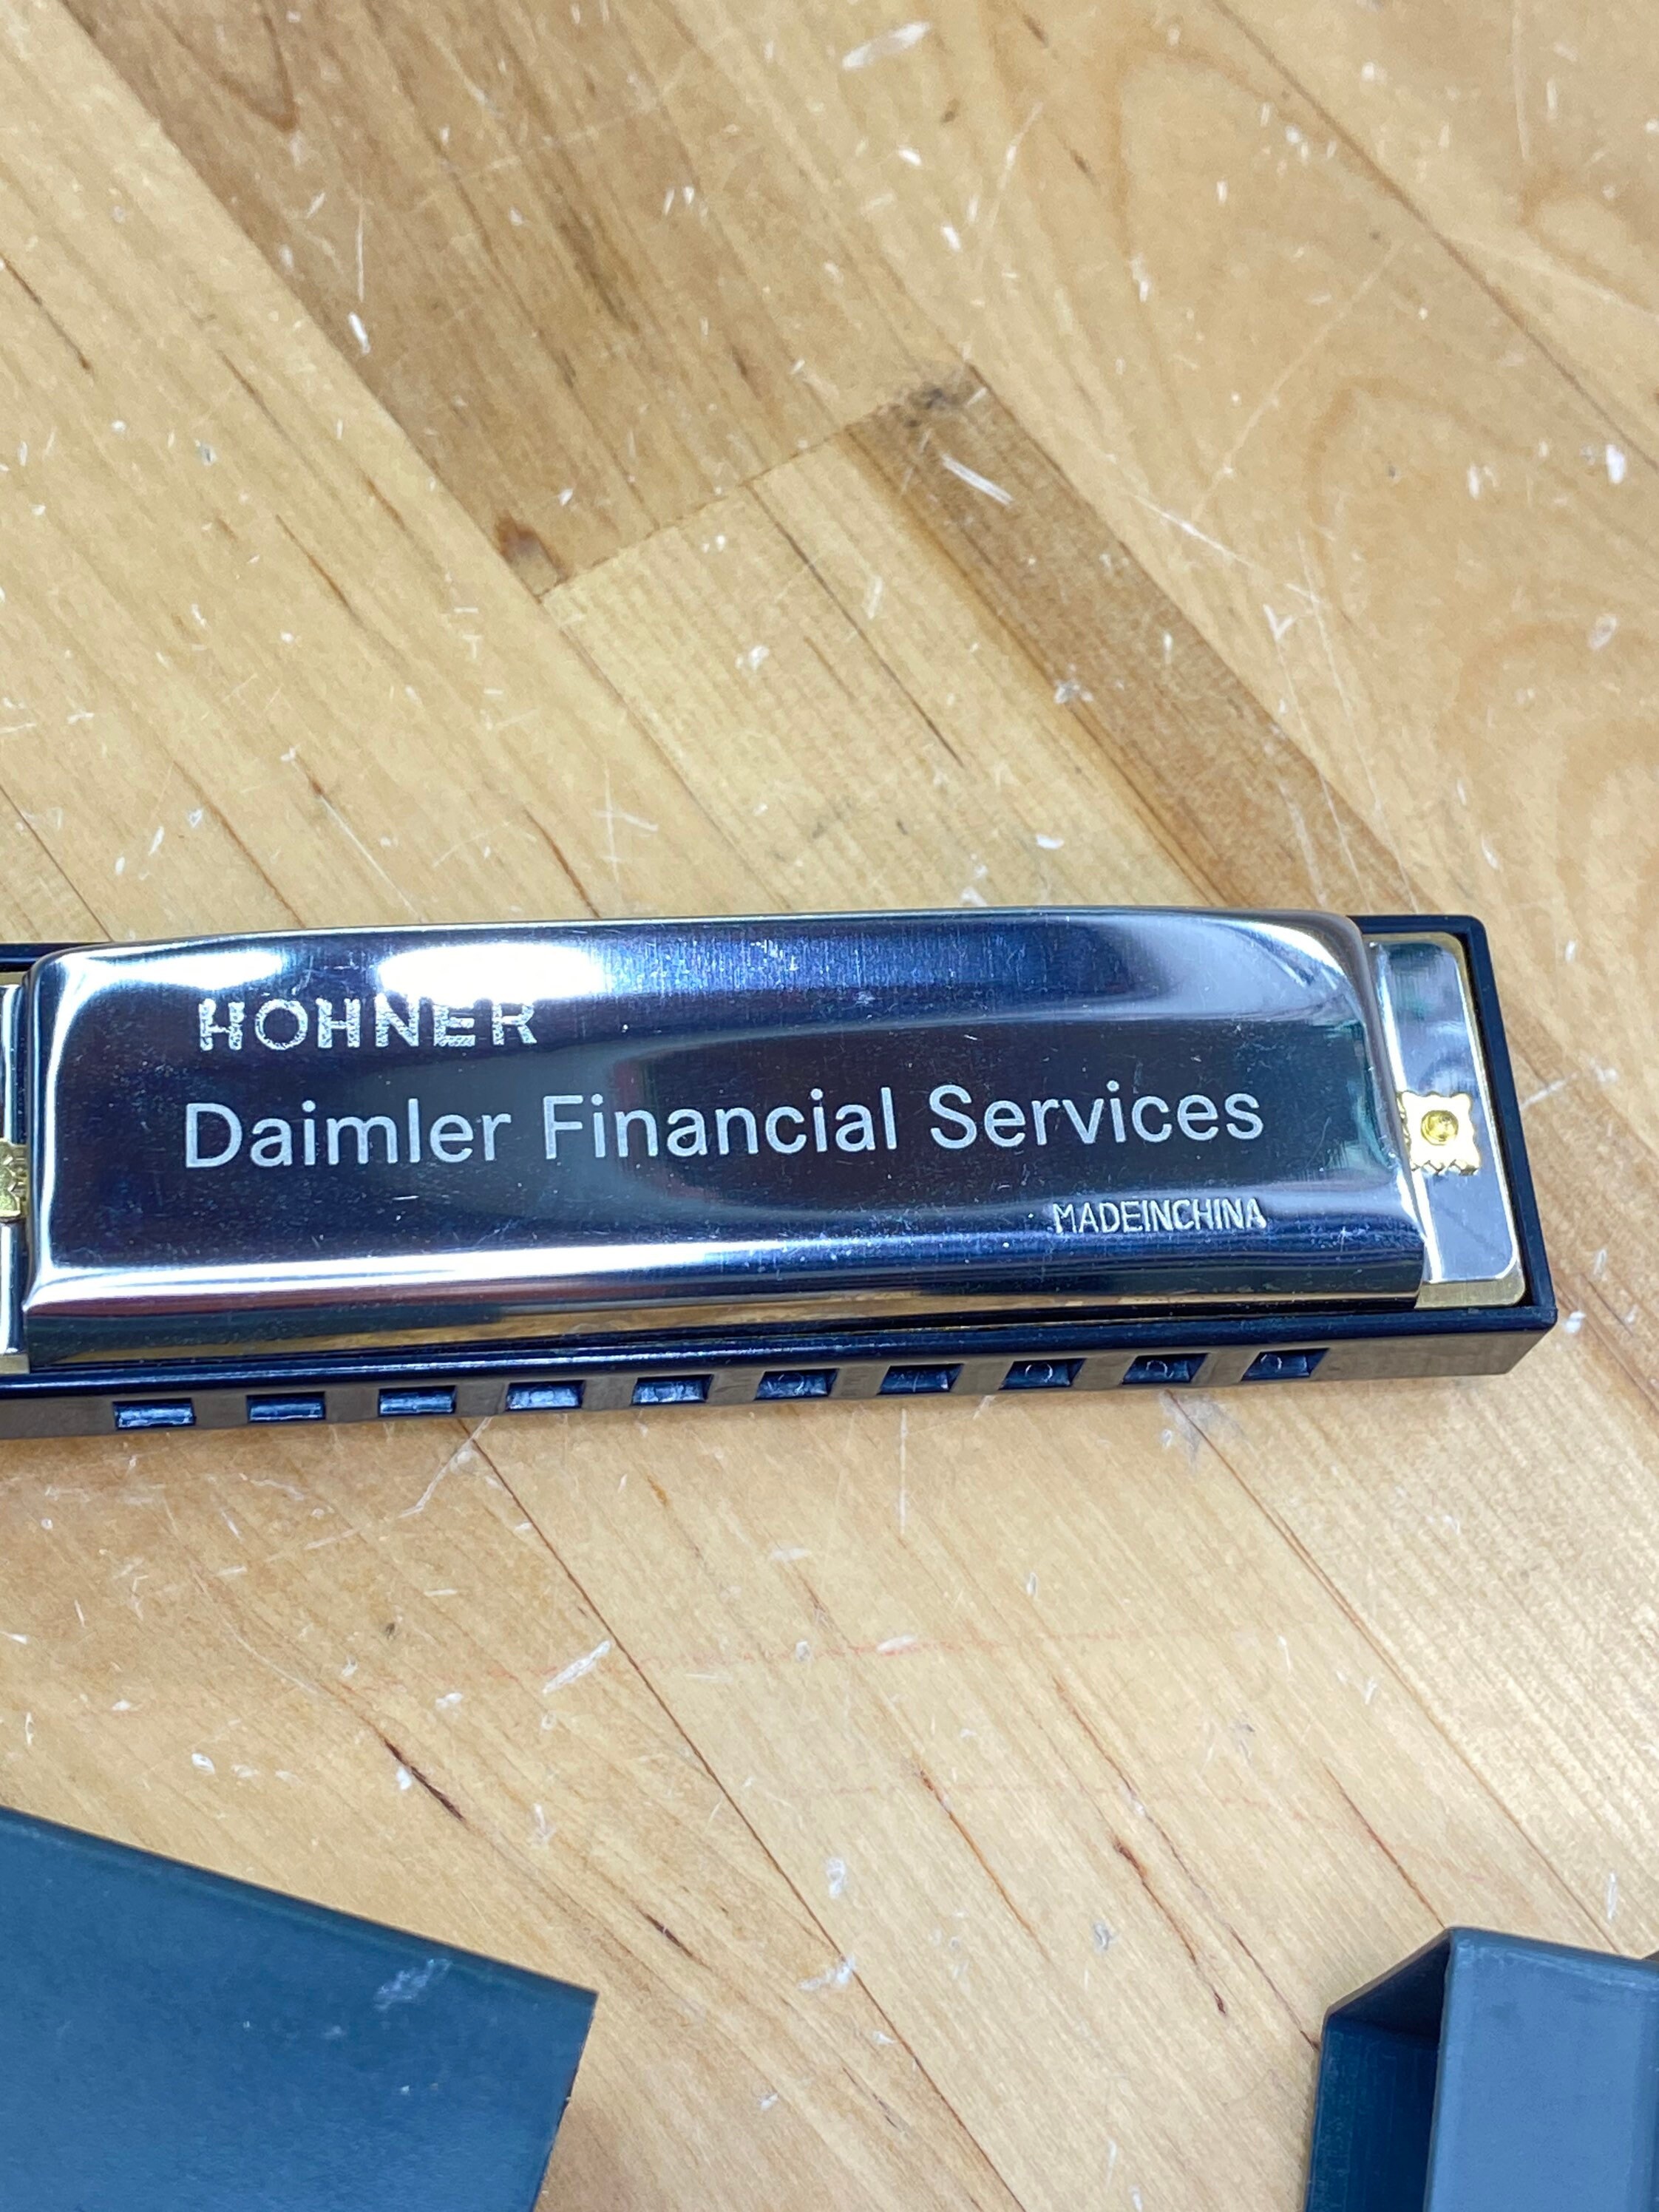 HOHNER
Daimler Financial Services
MADEINCHINA